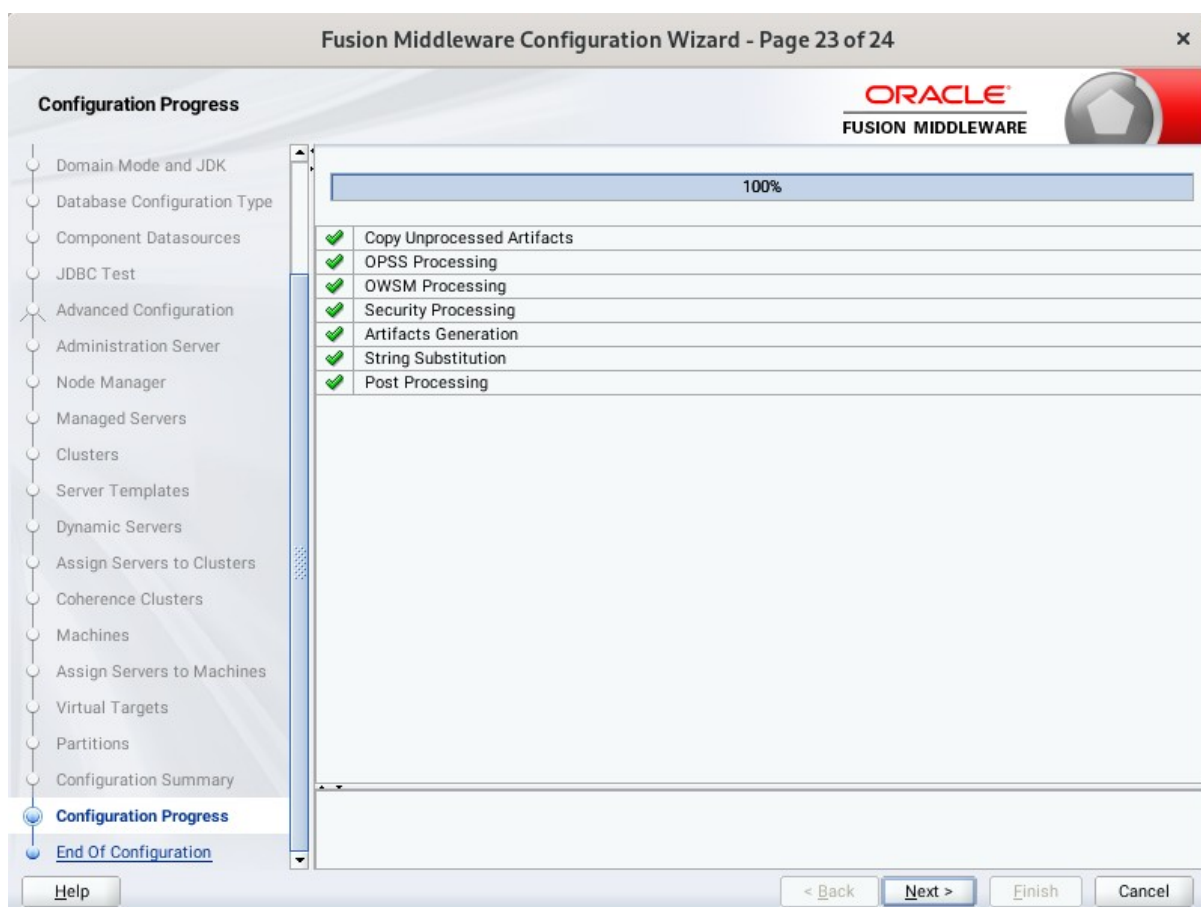 Fusion Middleware Configuration Wizard - Page 23 of 24
Configuration Progress
ORACLE
FUSION MIDDLEWARE
Domain Mode and JDK
Database Configuration Type
Component Datasources
JDBC Test
Advanced Configuration
Administration Server
Node Manager
Managed Servers
Clusters
Server Templates
Dynamic Servers
Assign Servers to Clusters
Coherence Clusters
Machines
Assign Servers to Machines
Virtual Targets
Partitions
Configuration Summary
Configuration Progress
End Of Configuration
100%
Copy Unprocessed Artifacts
OPSS Processing
OWSM Processing
Security Processing
Artifacts Generation
String Substitution
Post Processing
Help
< Back
Next >
Finish
Cancel